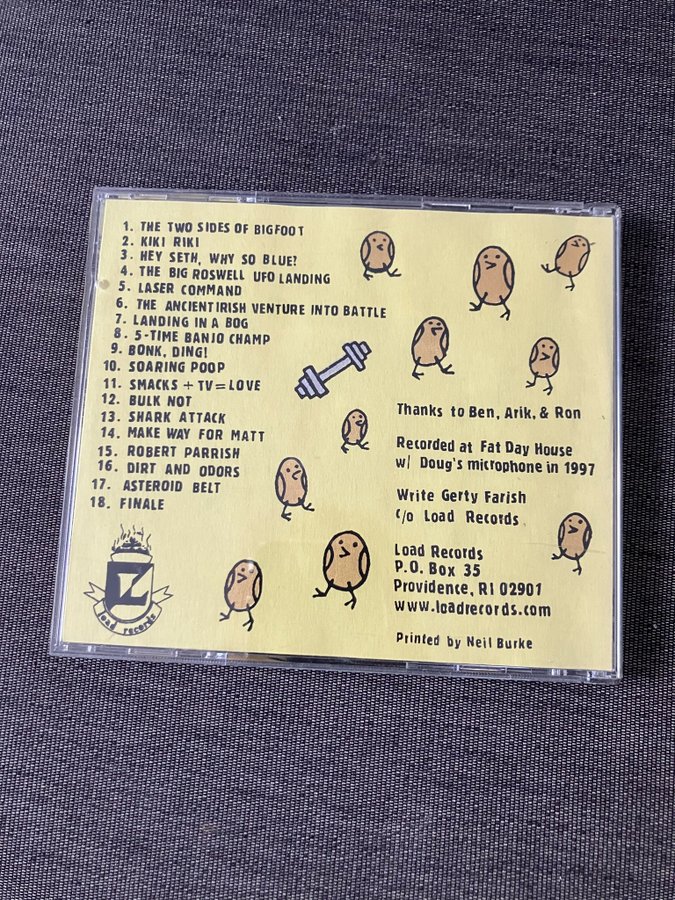 1. THE TWO SIDES OF BIGFOOT
2. KIKI RIKI
3. HEY SETH, WHY SO BLUE?
4. THE BIG ROSWELL UFO LANDING
5. LASER COMMAND
6. THE ANCIENT IRISH VENTURE INTO BATTLE
7. LANDING IN A BOG
8. 5-TIME BANJO CHAMP
9. BONK, DING!
10. SOARING POOP
11. SMACKS + TV = LOVE
12. BULK NOT
13. SHARK ATTACK
14. MAKE WAY FOR MATT
15. ROBERT PARRISH
16. DIRT AND ODORS
17. ASTEROID BELT
18. FINALE
L
load records
Thanks to Ben, Arik, & Ron
Recorded at Fat Day House
w/ Doug's microphone in 1997
Write Gerty Farish
c/o Load Records
Load Records
P.O. Box 35
Providence, RI 02901
www.loadrecords.com
Printed by Neil Burke